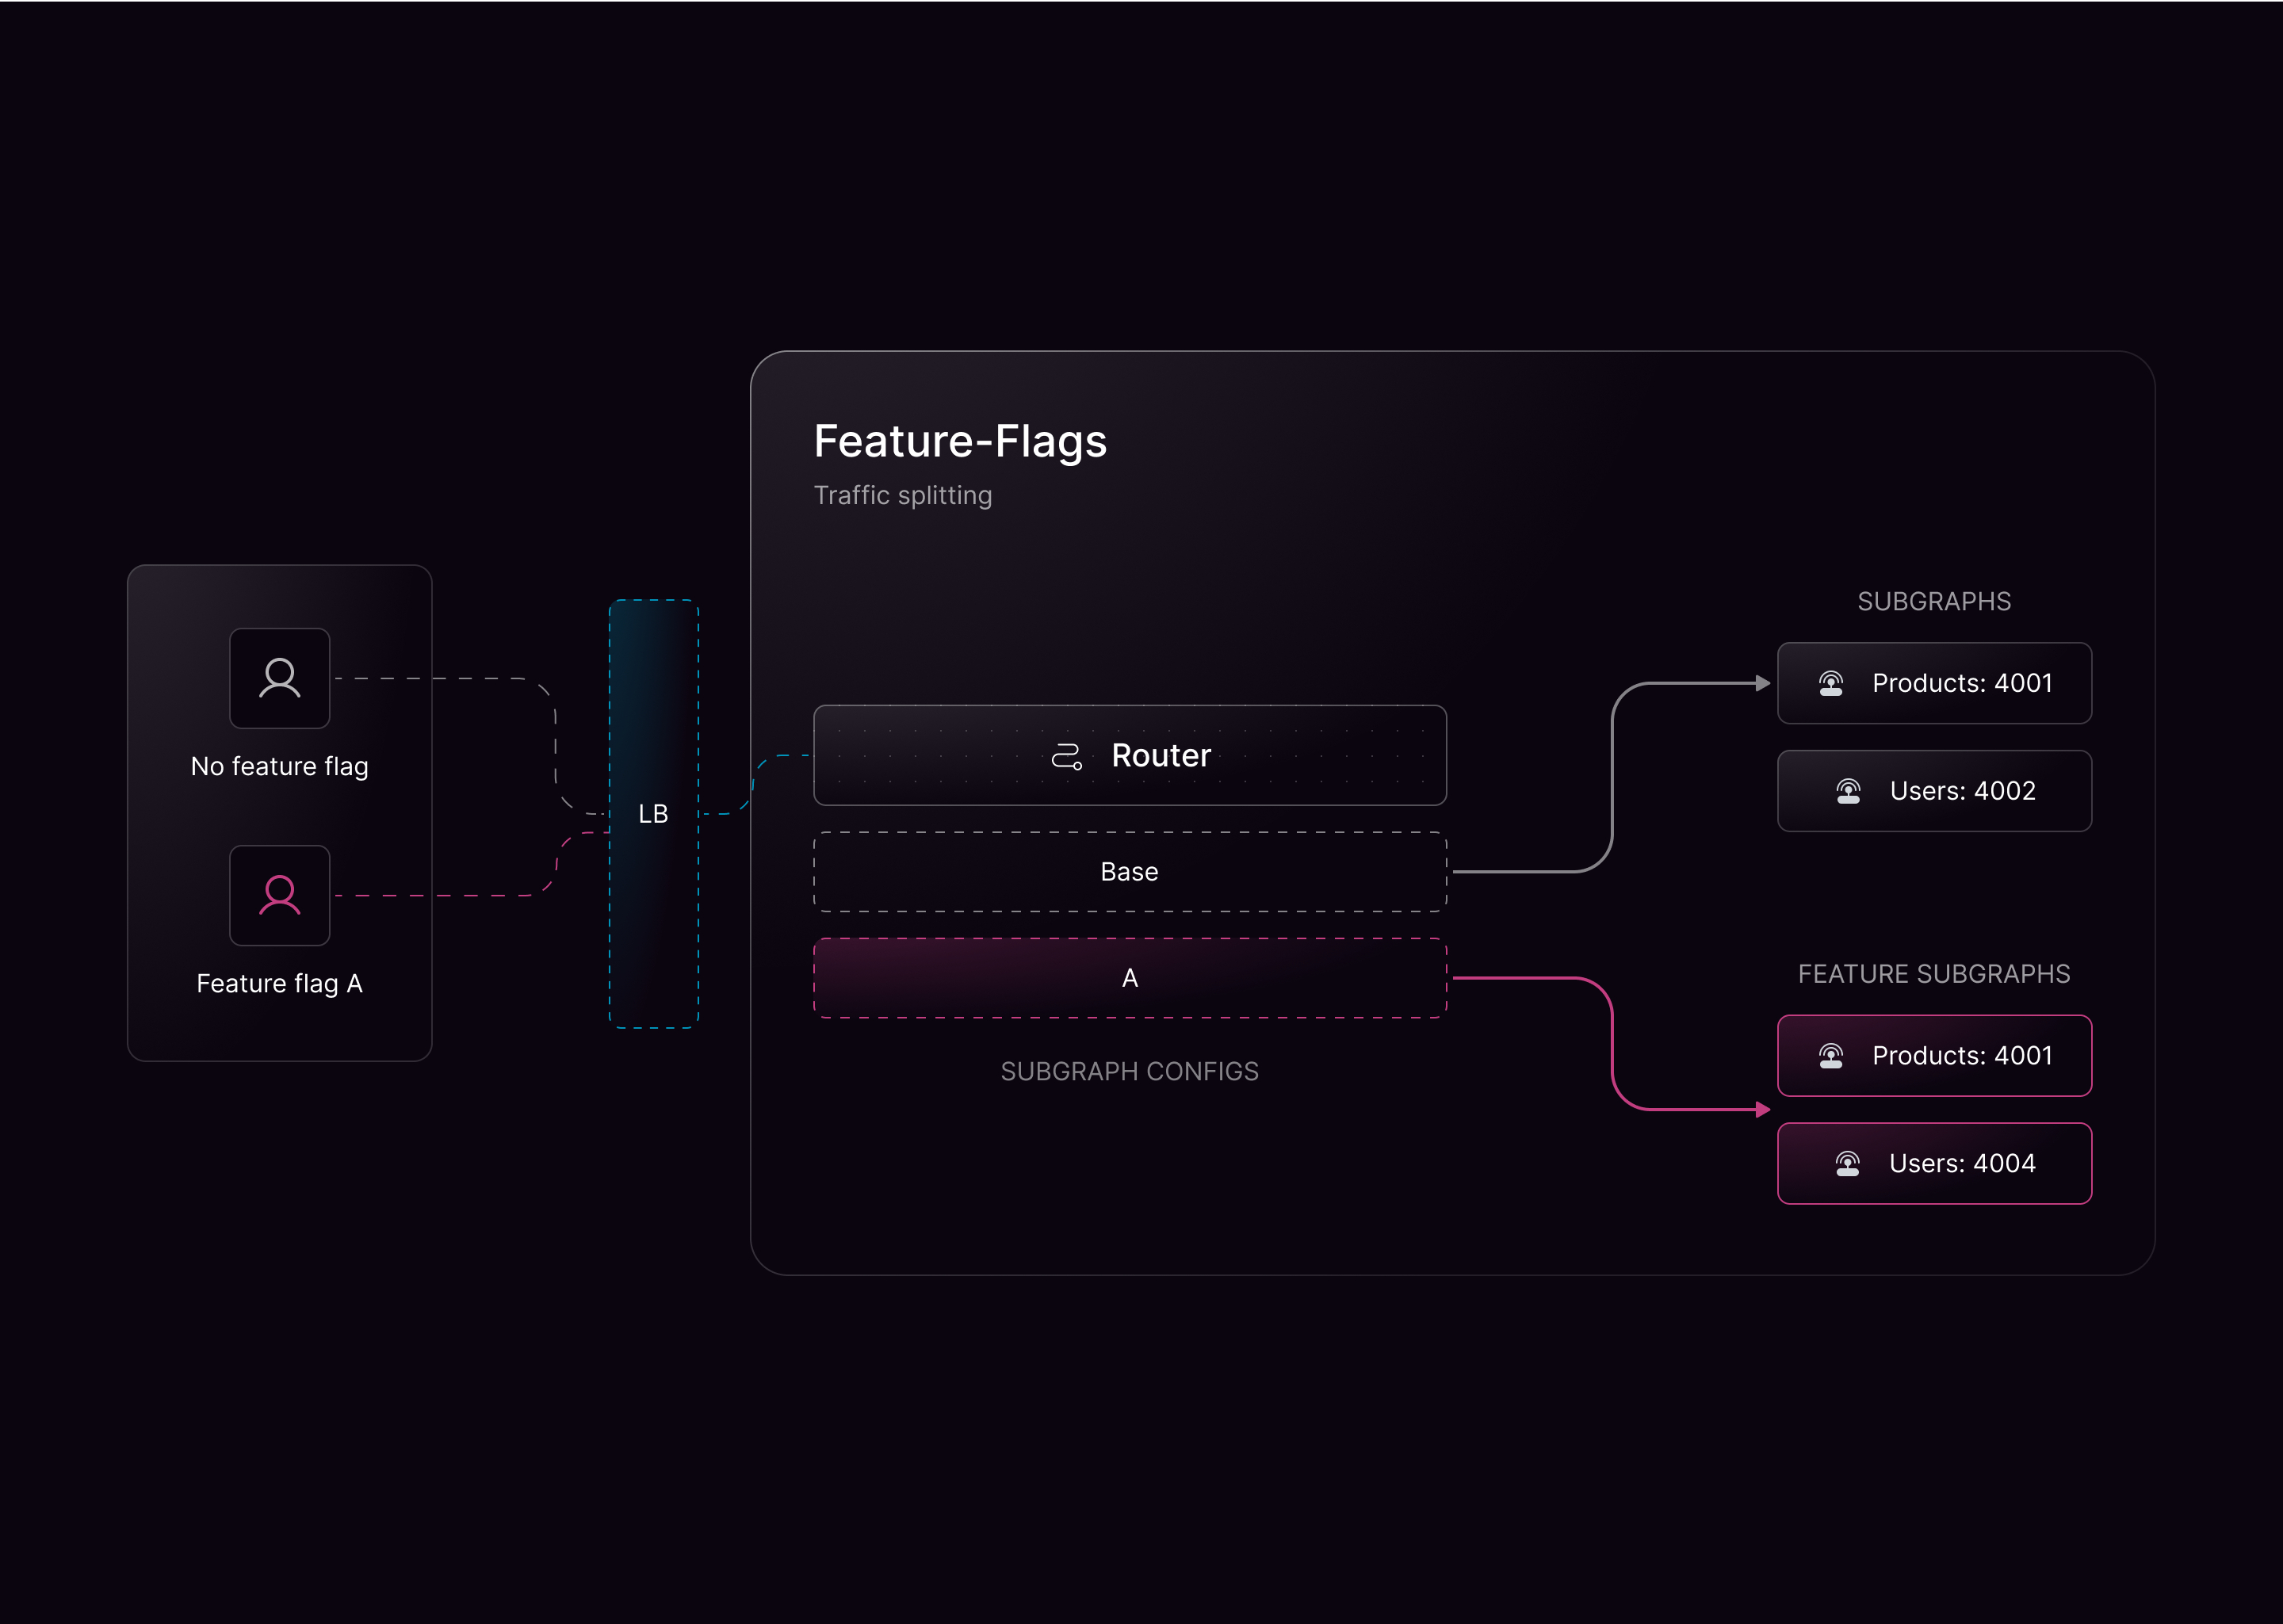 Feature-Flags
Traffic splitting
No feature flag
Feature flag A
LB
Router
Base
A
SUBGRAPH CONFIGS
SUBGRAPHS
Products: 4001
Users: 4002
FEATURE SUBGRAPHS
Products: 4001
Users: 4004